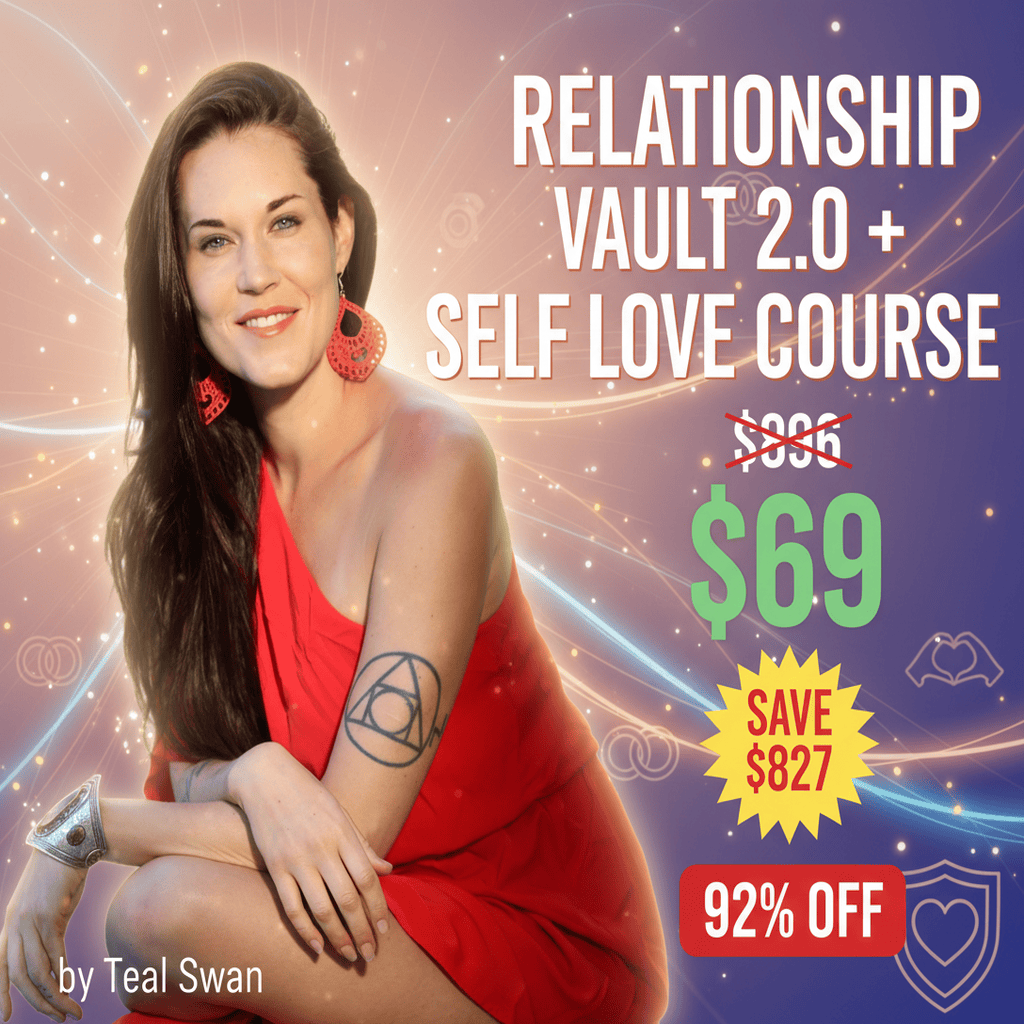 RELATIONSHIP
VAULT 2.0 +
SELF LOVE COURSE
$896
$69
SAVE
$827
92% OFF
by Teal Swan